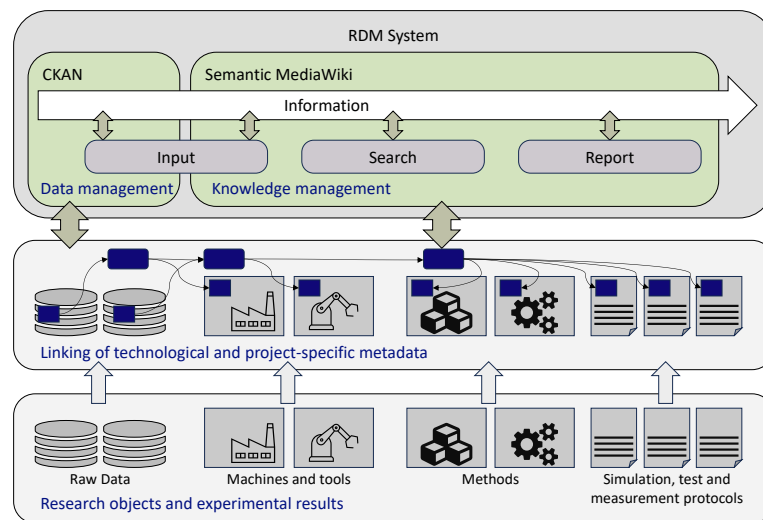 RDM System
CKAN
Semantic MediaWiki
Information
Input
Search
Report
Data management
Knowledge management
Linking of technological and project-specific metadata
Raw Data
Machines and tools
Methods
Simulation, test and
measurement protocols
Research objects and experimental results